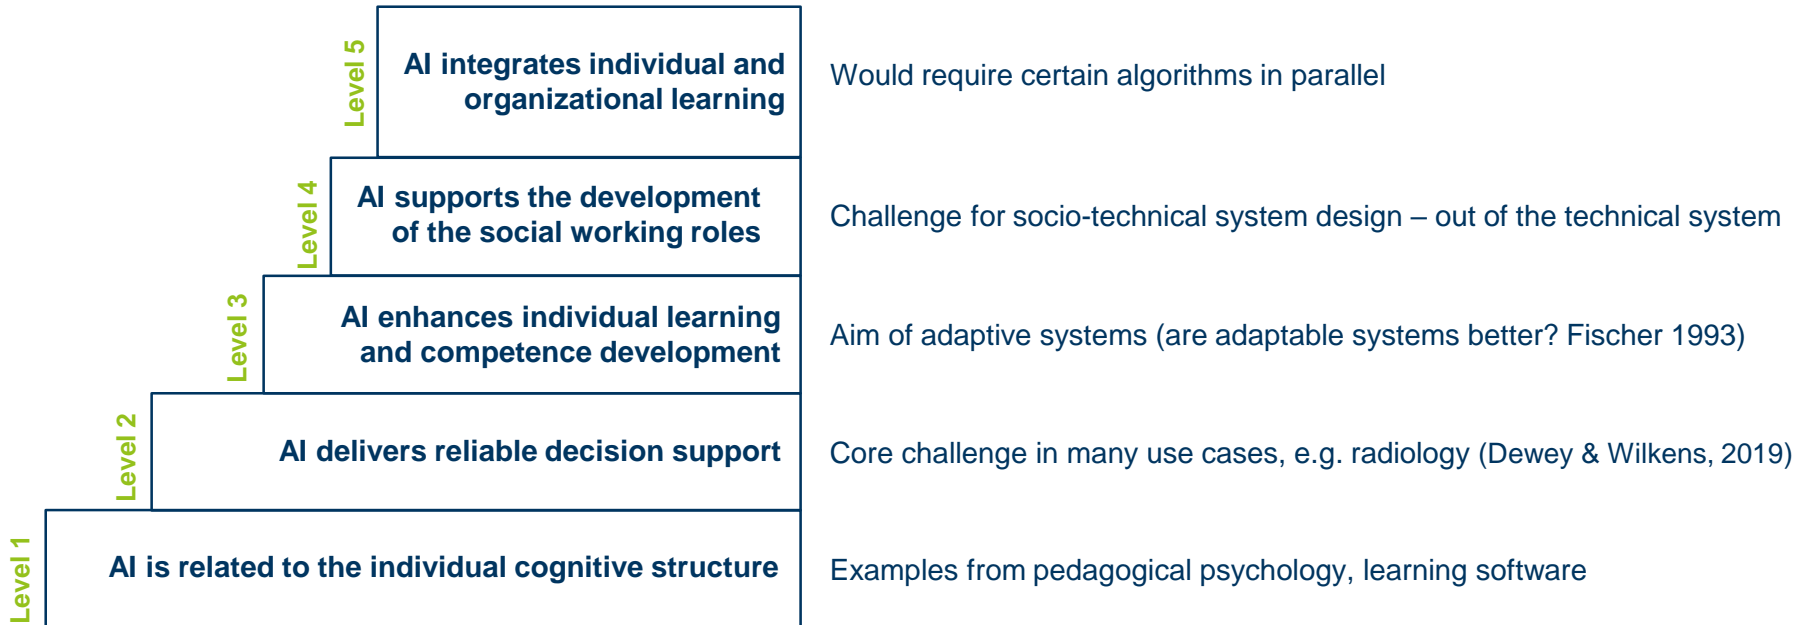 Level 5
AI integrates individual and
organizational learning
Would require certain algorithms in parallel
Level 4
AI supports the development
of the social working roles
Challenge for socio-technical system design – out of the technical system
Level 3
AI enhances individual learning
and competence development
Aim of adaptive systems (are adaptable systems better? Fischer 1993)
Level 2
AI delivers reliable decision support
Core challenge in many use cases, e.g. radiology (Dewey & Wilkens, 2019)
Level 1
AI is related to the individual cognitive structure
Examples from pedagogical psychology, learning software